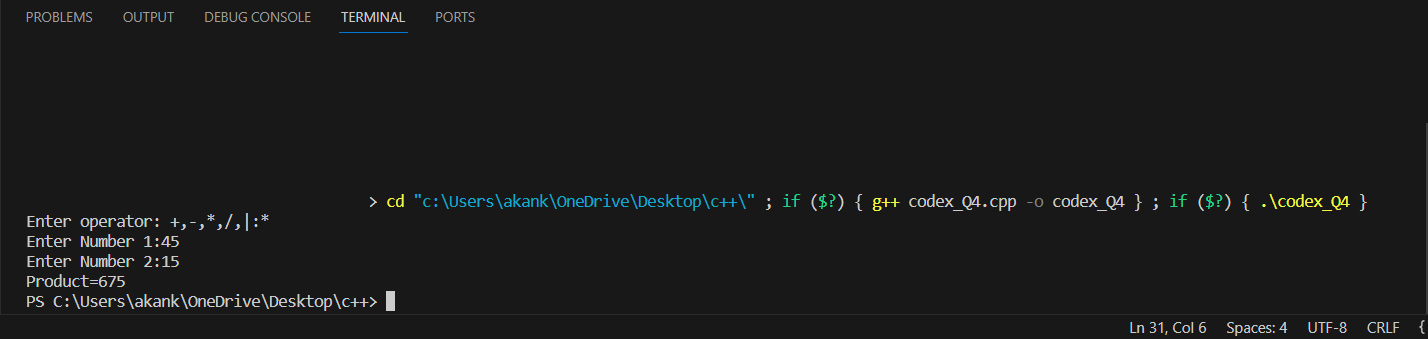 PROBLEMS OUTPUT DEBUG CONSOLE TERMINAL PORTS
> cd "c:\Users\akank\OneDrive\Desktop\c++\" ; if ($?) { g++ codex_Q4.cpp -o codex_Q4 } ; if ($?) { .\codex_Q4 }
Enter operator: +,-,*,/,|:*
Enter Number 1:45
Enter Number 2:15
Product=675
PS C:\Users\akank\OneDrive\Desktop\c++>
Ln 31, Col 6 Spaces: 4 UTF-8 CRLF {